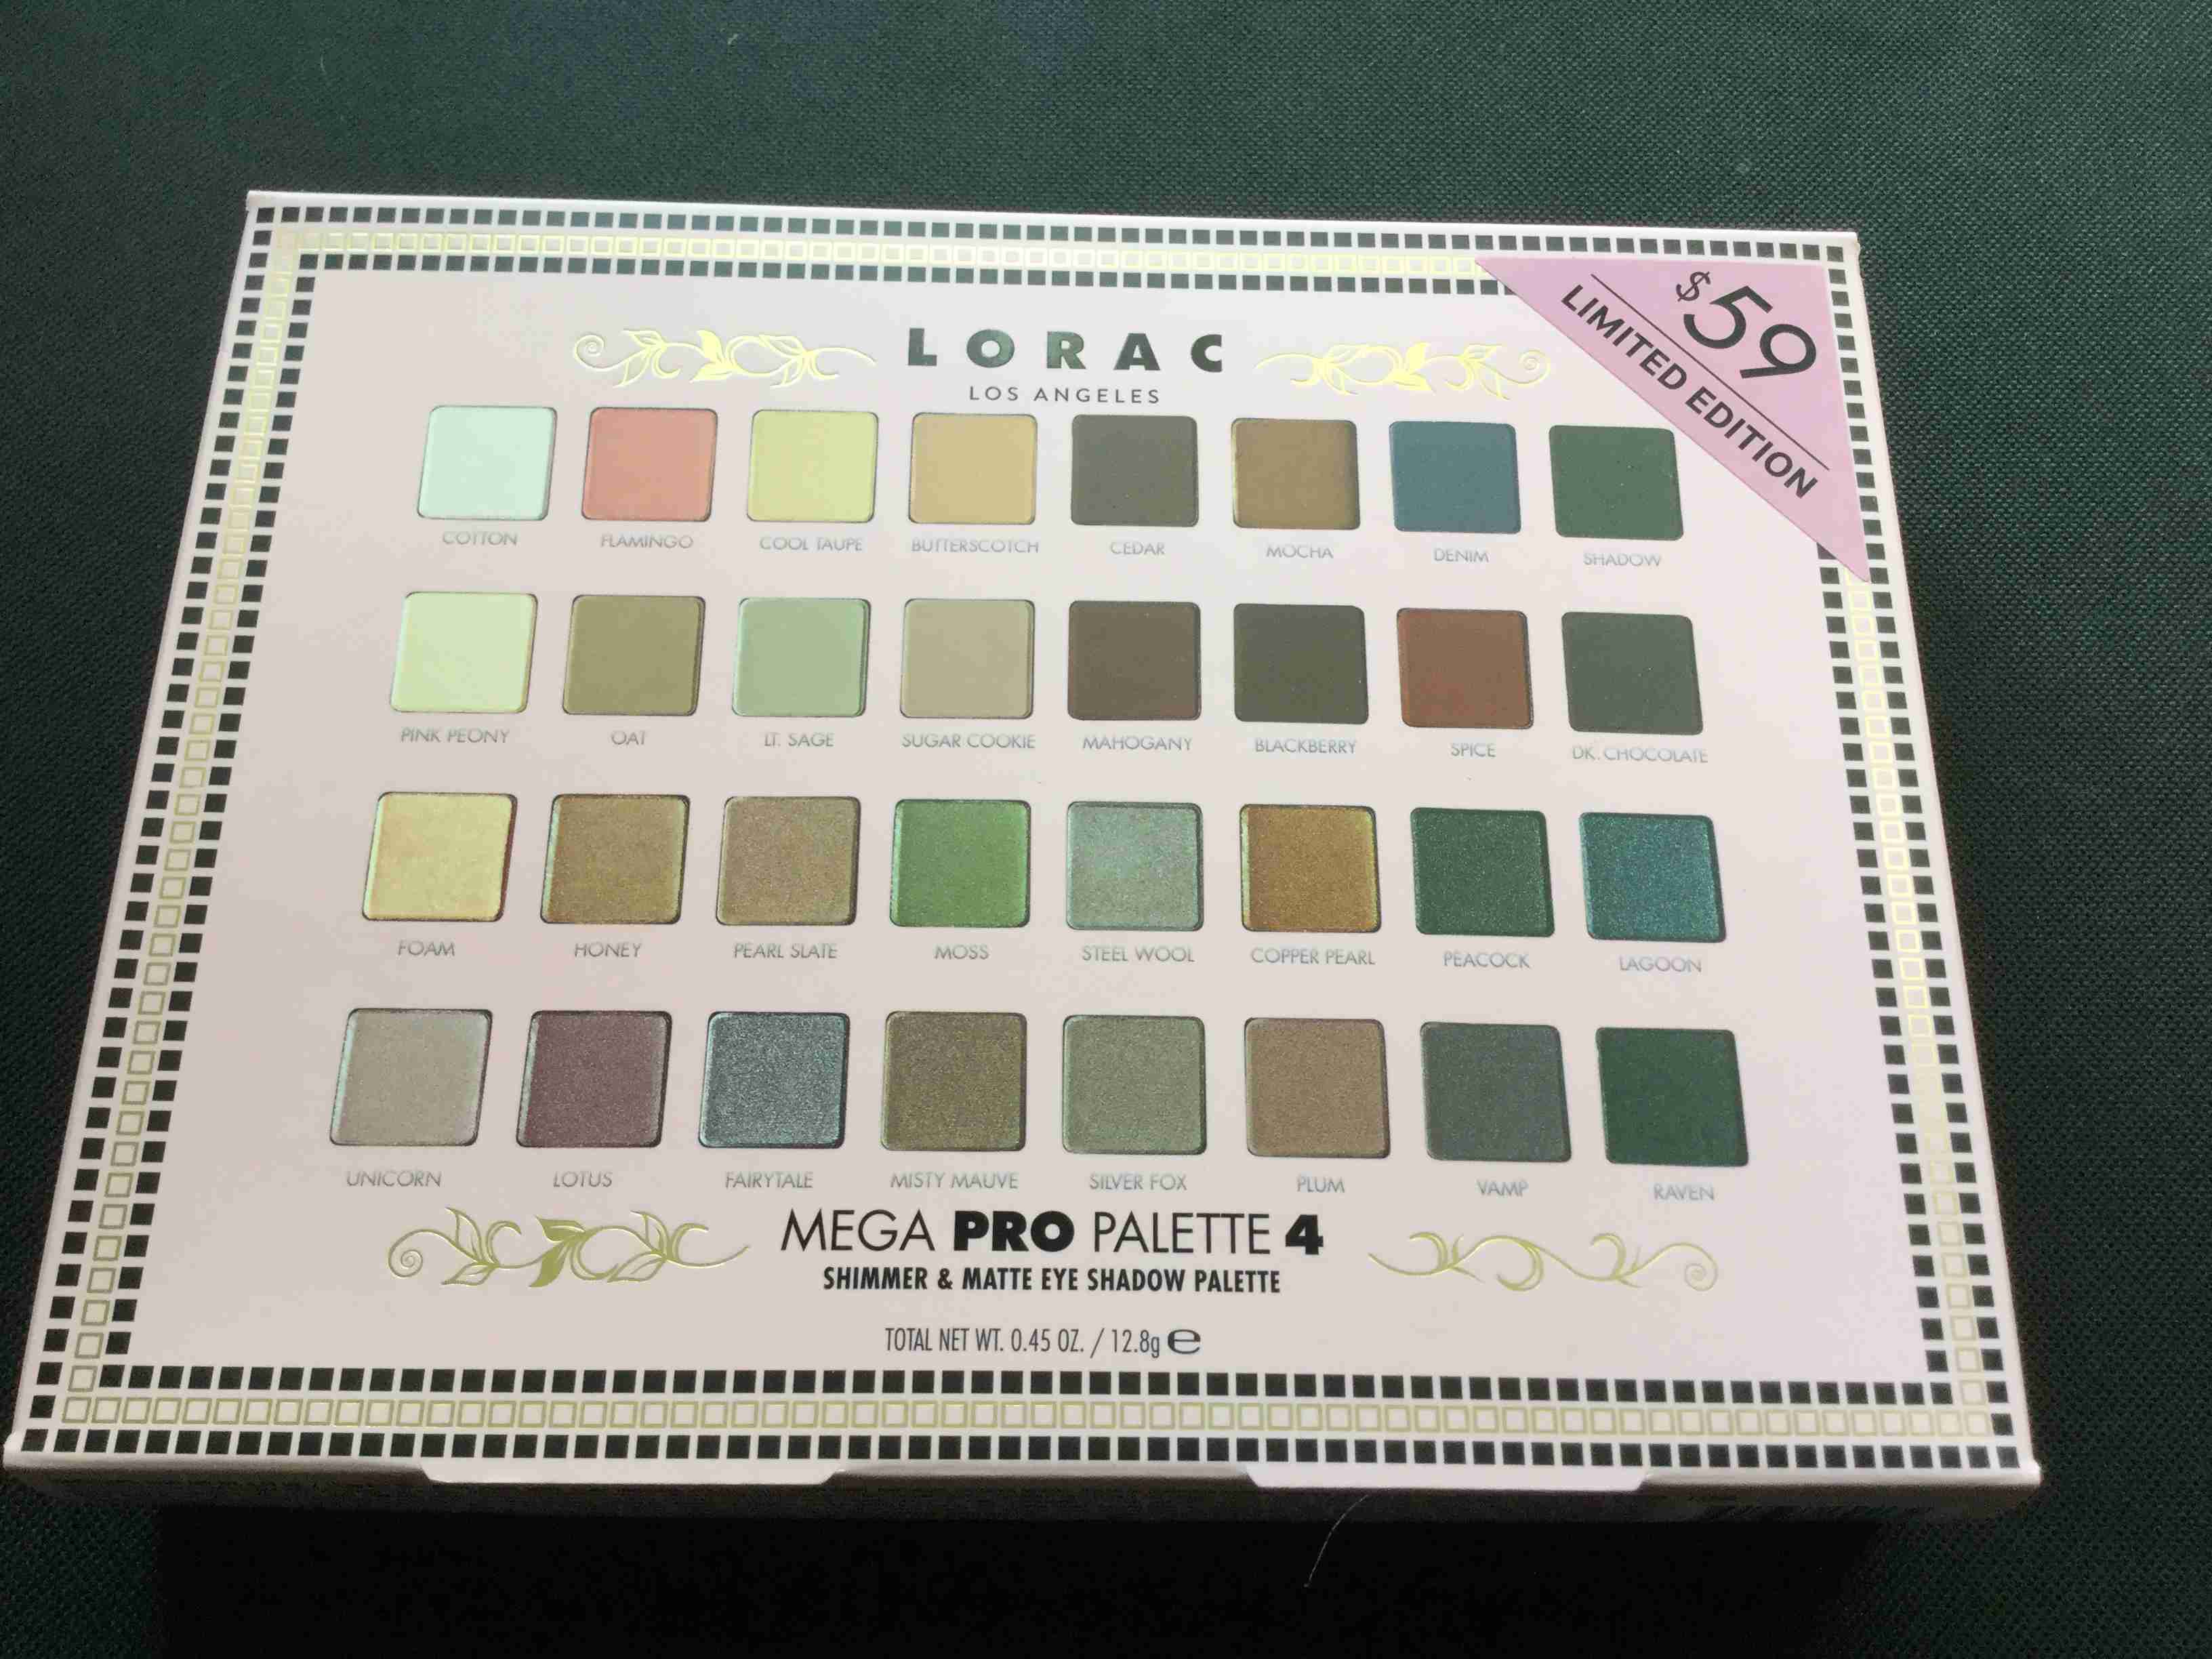 LORAC
LOS ANGELES
$59
LIMITED EDITION
COTTON FLAMINGO COOL TAUPE BUTTERSCOTCH CEDAR MOCHA DENIM SHADOW
PINK PEONY OAT LT. SAGE SUGAR COOKIE MAHOGANY BLACKBERRY SPICE DK. CHOCOLATE
FOAM HONEY PEARL SLATE MOSS STEEL WOOL COPPER PEARL PEACOCK LAGOON
UNICORN LOTUS FAIRYTALE MISTY MAUVE SILVER FOX PLUM VAMP RAVEN
MEGA PRO PALETTE 4
SHIMMER & MATTE EYE SHADOW PALETTE
TOTAL NET WT. 0.45 OZ. / 12.8g ℮